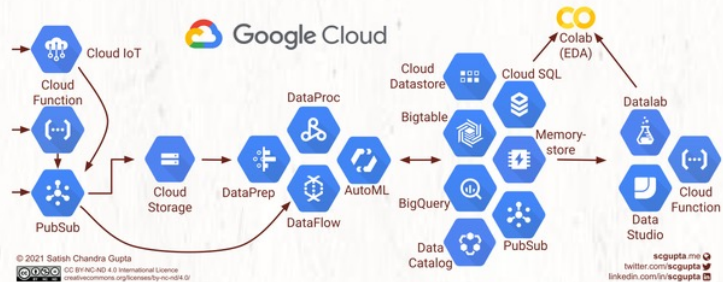 Google Cloud
Cloud IoT
Cloud
Function
PubSub
Cloud
Storage
DataPrep
DataProc
DataFlow
AutoML
Cloud
Datastore
Cloud SQL
Bigtable
Memory-
store
BigQuery
PubSub
Data
Catalog
Colab
(EDA)
Datalab
Data
Studio
Cloud
Function
© 2021 Satish Chandra Gupta
CC BY-NC-ND 4.0 International Licence
creativecommons.org/licenses/by-nc-nd/4.0/
scgupta.me
twitter.com/scgupta
linkedin.com/in/scgupta